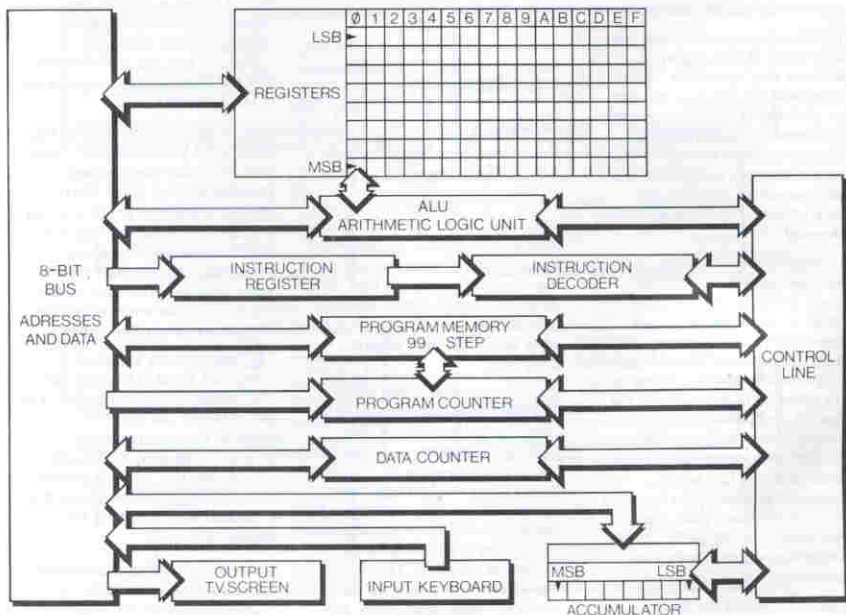 Ø 1 2 3 4 5 6 7 8 9 A B C D E F
LSB
REGISTERS
MSB
ALU
ARITHMETIC LOGIC UNIT
8-BIT
BUS
ADRESSES
AND DATA
INSTRUCTION
REGISTER
INSTRUCTION
DECODER
PROGRAM MEMORY
99 STEP
CONTROL
LINE
PROGRAM COUNTER
DATA COUNTER
OUTPUT
T.V. SCREEN
INPUT KEYBOARD
MSB LSB
ACCUMULATOR